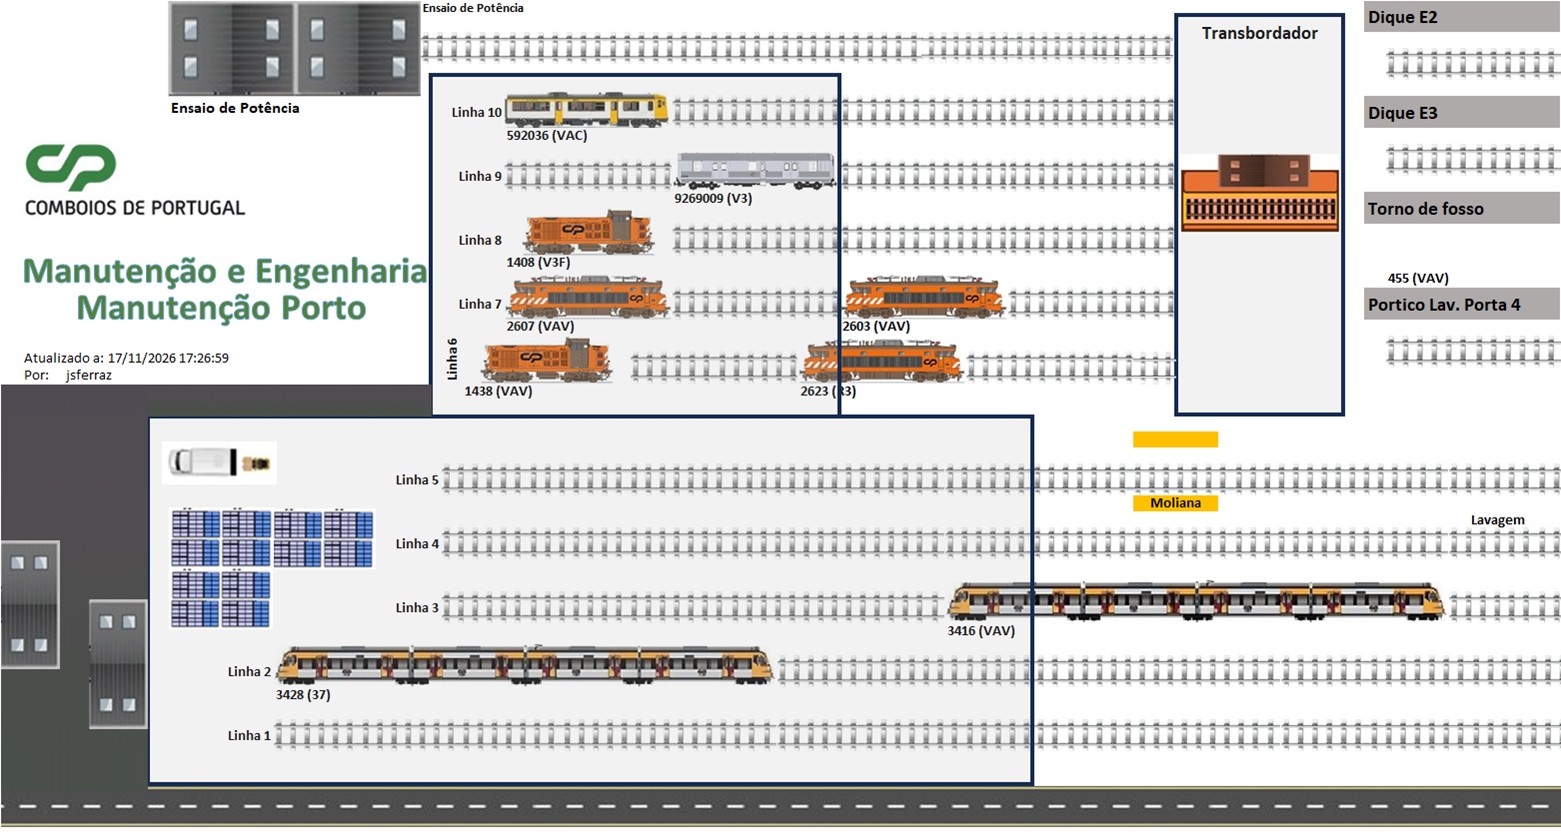 Ensaio de Potência
Transbordador
Dique E2
Ensaio de Potência
Linha 10
592036 (VAC)
Dique E3
CP
COMBOIOS DE PORTUGAL
Linha 9
9269009 (V3)
Torno de fosso
Linha 8
1408 (V3F)
Manutenção e Engenharia
Manutenção Porto
455 (VAV)
Portico Lav. Porta 4
Linha 7
2607 (VAV)
2603 (VAV)
Atualizado a: 17/11/2026 17:26:59
Por: jsferraz
Linha 6
1438 (VAV)
2623 (R3)
Linha 5
Moliana
Lavagem
Linha 4
Linha 3
3416 (VAV)
Linha 2
3428 (37)
Linha 1